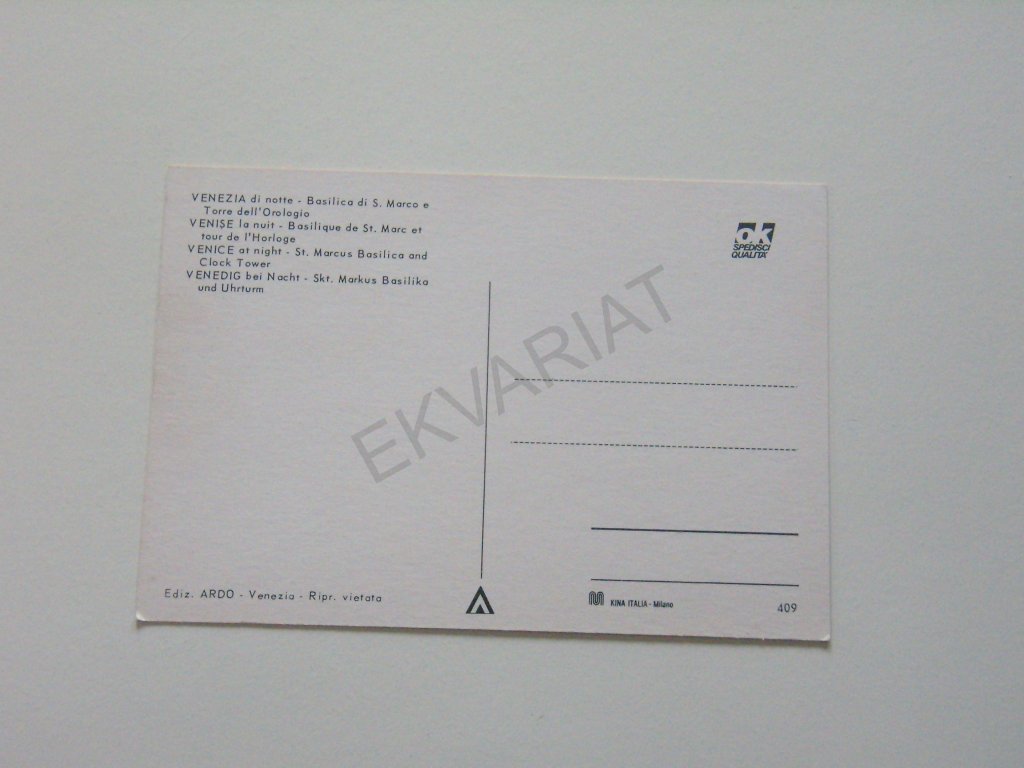 VENEZIA di notte - Basilica di S. Marco e
Torre dell'Orologio
VENISE la nuit - Basilique de St. Marc et
tour de l'Horloge
VENICE at night - St. Marcus Basilica and
Clock Tower
VENEDIG bei Nacht - Skt. Markus Basilika
und Uhrturm
ok
SPEDISCI
QUALITA'
EKVARIAT
Ediz. ARDO - Venezia - Ripr. vietata
KINA ITALIA - Milano
409